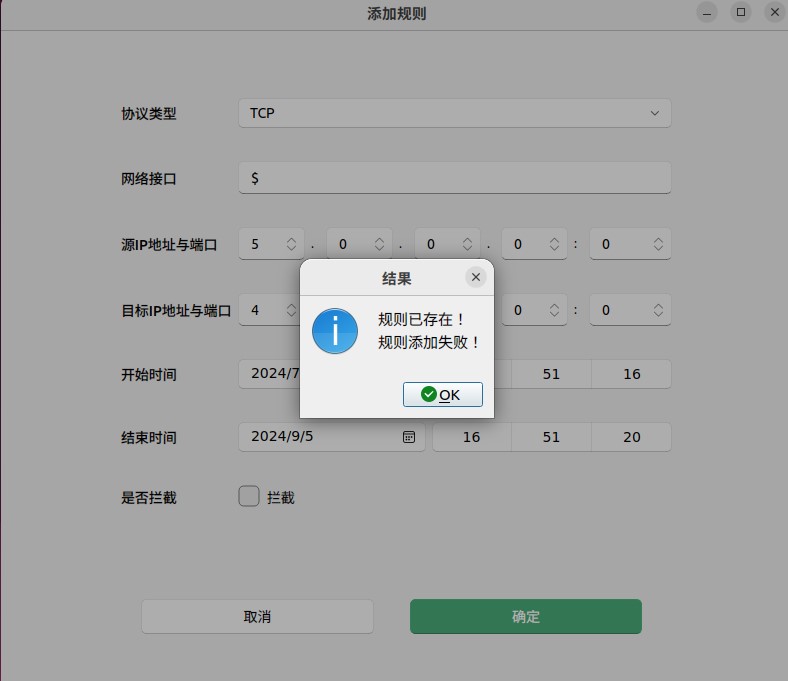 添加规则
协议类型 TCP
网络接口 $
源IP地址与端口 5 . 0 . 0 . 0 : 0
目标IP地址与端口 4 0 : 0
结果
规则已存在！
规则添加失败！
OK
开始时间 2024/7 51 16
结束时间 2024/9/5 16 51 20
是否拦截 拦截
取消 确定